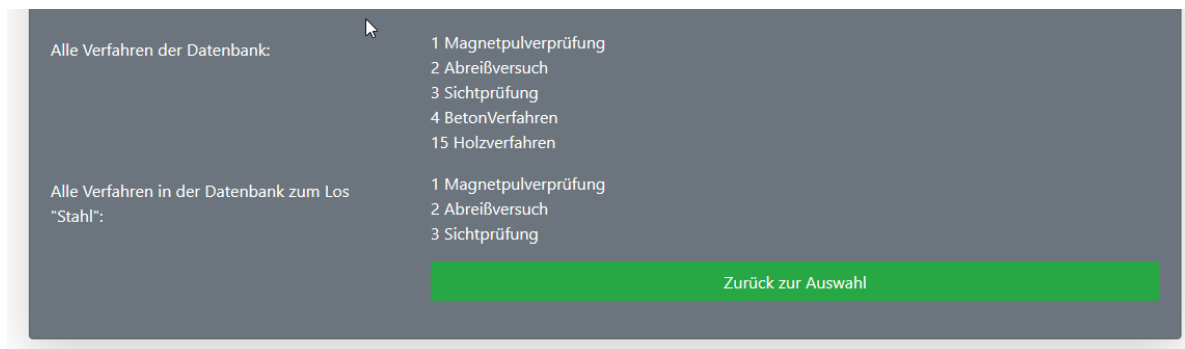 Alle Verfahren der Datenbank:
1 Magnetpulverprüfung
2 Abreißversuch
3 Sichtprüfung
4 BetonVerfahren
15 Holzverfahren
Alle Verfahren in der Datenbank zum Los
"Stahl":
1 Magnetpulverprüfung
2 Abreißversuch
3 Sichtprüfung
Zurück zur Auswahl